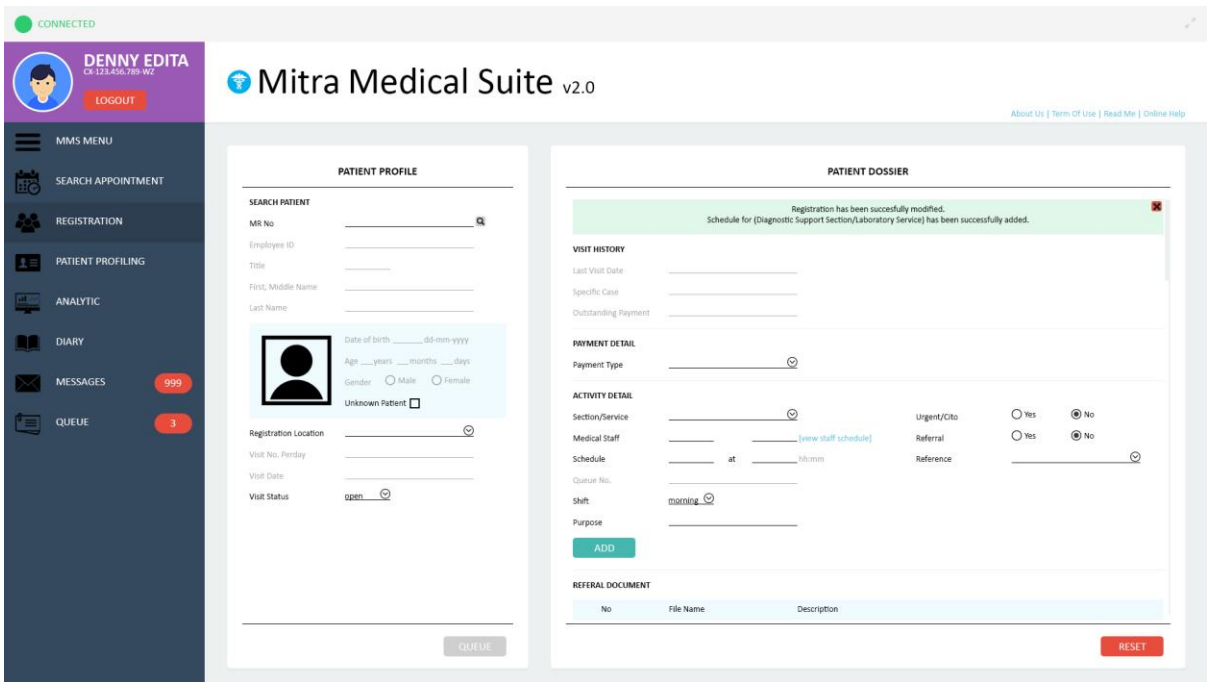 CONNECTED
DENNY EDITA
CX-123.456.789-WZ
LOGOUT
Mitra Medical Suite v2.0
About Us | Term Of Use | Read Me | Online Help
MMS MENU
SEARCH APPOINTMENT
REGISTRATION
PATIENT PROFILING
ANALYTIC
DIARY
MESSAGES 999
QUEUE 3
PATIENT PROFILE
SEARCH PATIENT
MR No
Employee ID
Title
First, Middle Name
Last Name
Date of birth dd-mm-yyyy
Age years months days
Gender Male Female
Unknown Patient
Registration Location
Visit No. Perday
Visit Date
Visit Status open
QUEUE
PATIENT DOSSIER
Registration has been succesfully modified.
Schedule for (Diagnostic Support Section/Laboratory Service) has been successfully added.
VISIT HISTORY
Last Visit Date
Specific Case
Outstanding Payment
PAYMENT DETAIL
Payment Type
ACTIVITY DETAIL
Section/Service Urgent/Cito Yes No
Medical Staff [view staff schedule] Referral Yes No
Schedule at hh:mm Reference
Queue No.
Shift morning
Purpose
ADD
REFERAL DOCUMENT
No File Name Description
RESET